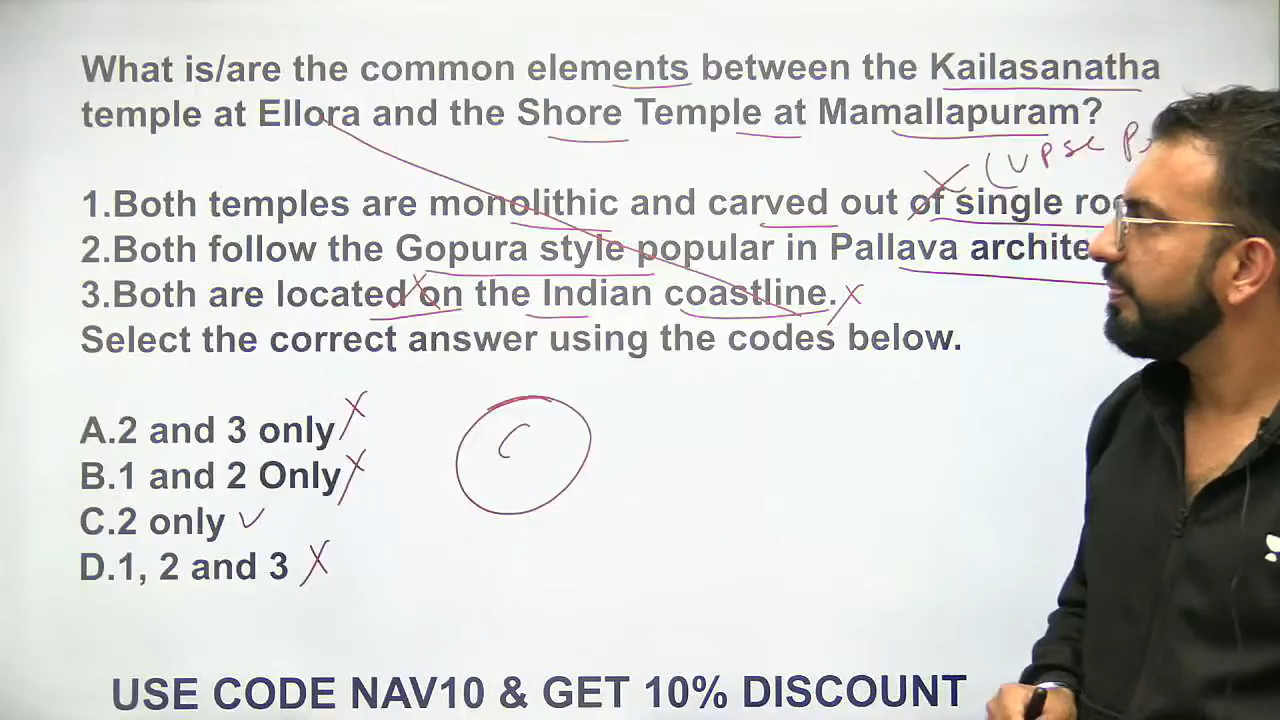 What is/are the common elements between the Kailasanatha
temple at Ellora and the Shore Temple at Mamallapuram?
(UPSC
1.Both temples are monolithic and carved out of single
2.Both follow the Gopura style popular in Pallava
3.Both are located on the Indian coastline.
Select the correct answer using the codes below.
A.2 and 3 only
B.1 and 2 Only
C.2 only
D.1, 2 and 3
C
USE CODE NAV10 & GET 10% DISCOUNT